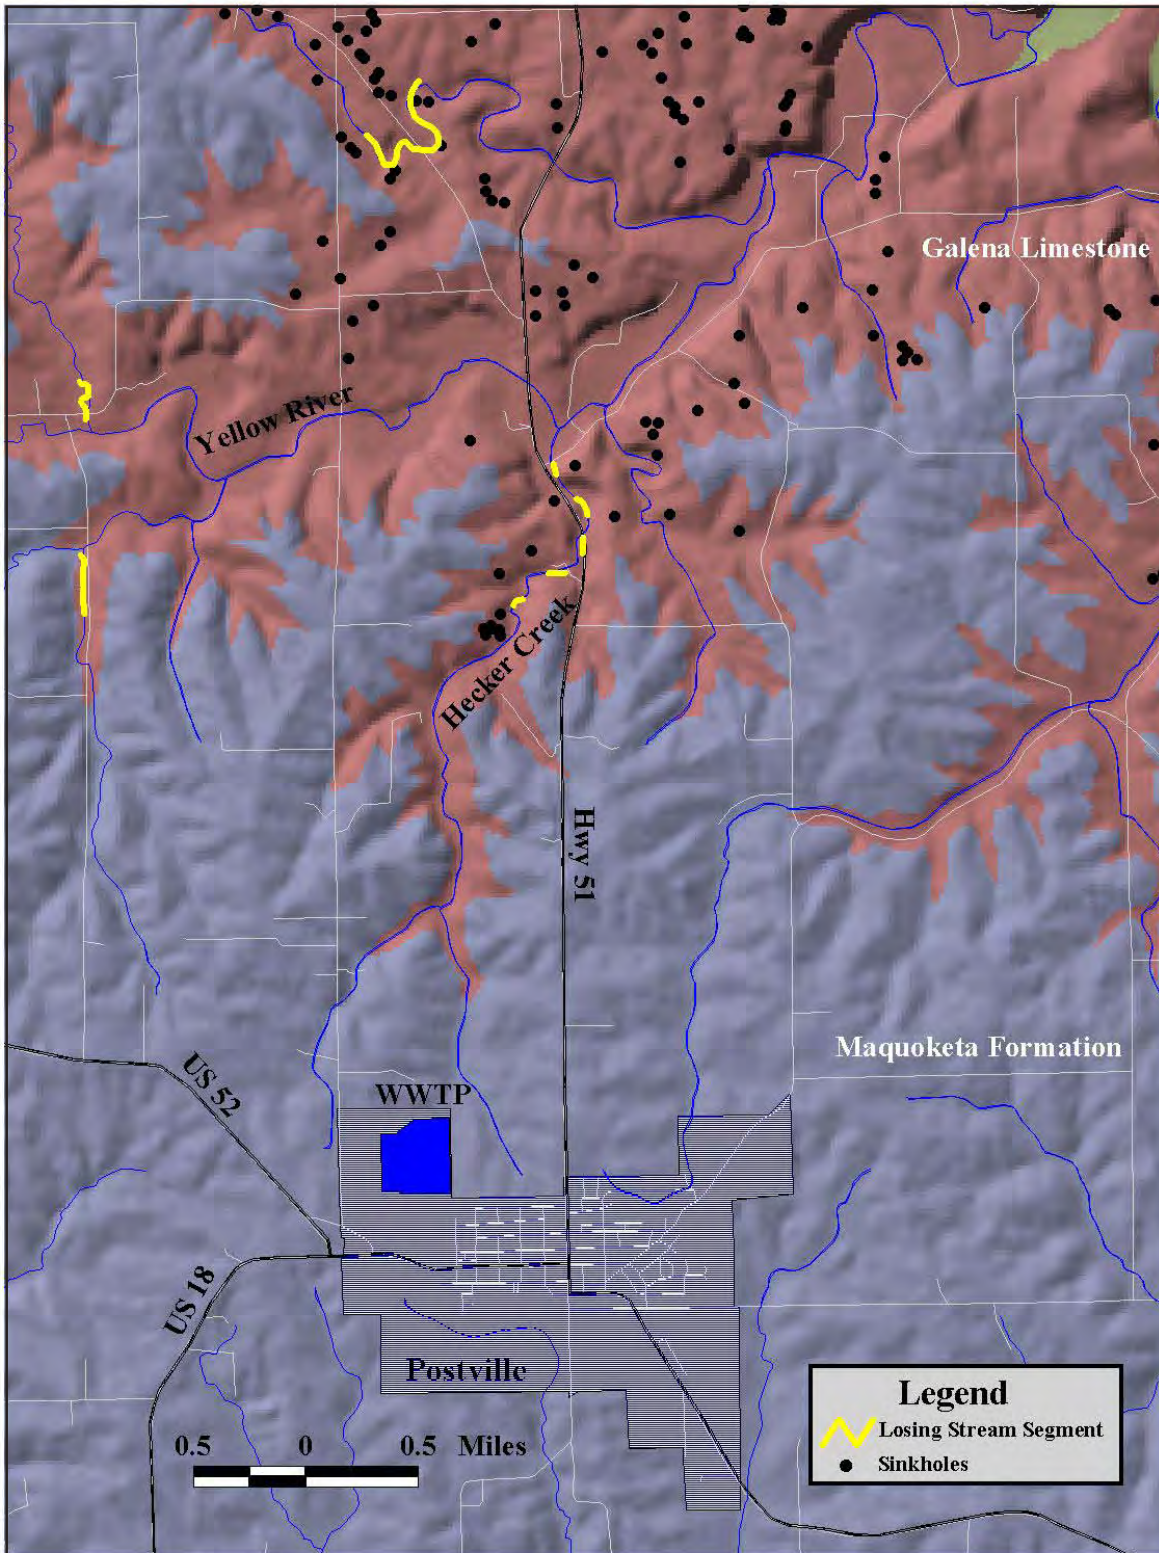 Galena Limestone
Yellow River
Hecker Creek
Hwy 51
Maquoketa Formation
US 52
WWTP
US 18
Postville
0.5 0 0.5 Miles
Legend
Losing Stream Segment
Sinkholes